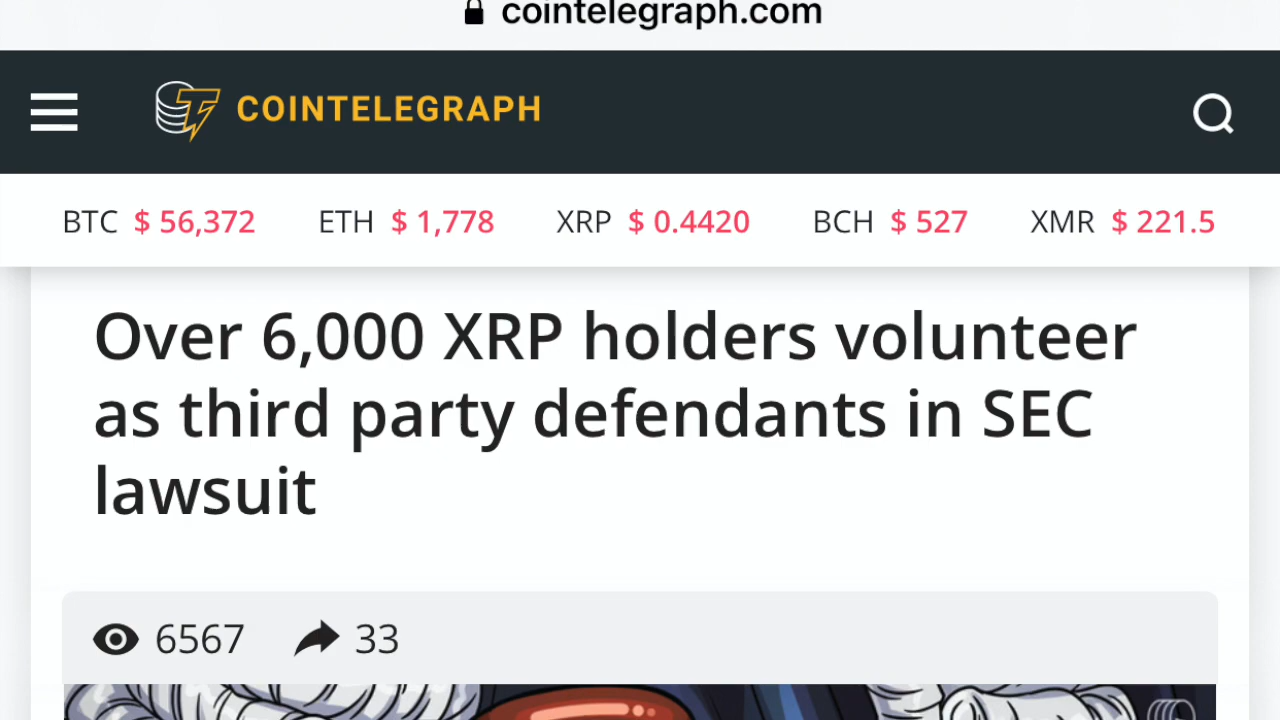 cointelegraph.com
COINTELEGRAPH
BTC $ 56,372 ETH $ 1,778 XRP $ 0.4420 BCH $ 527 XMR $ 221.5
Over 6,000 XRP holders volunteer
as third party defendants in SEC
lawsuit
6567 33